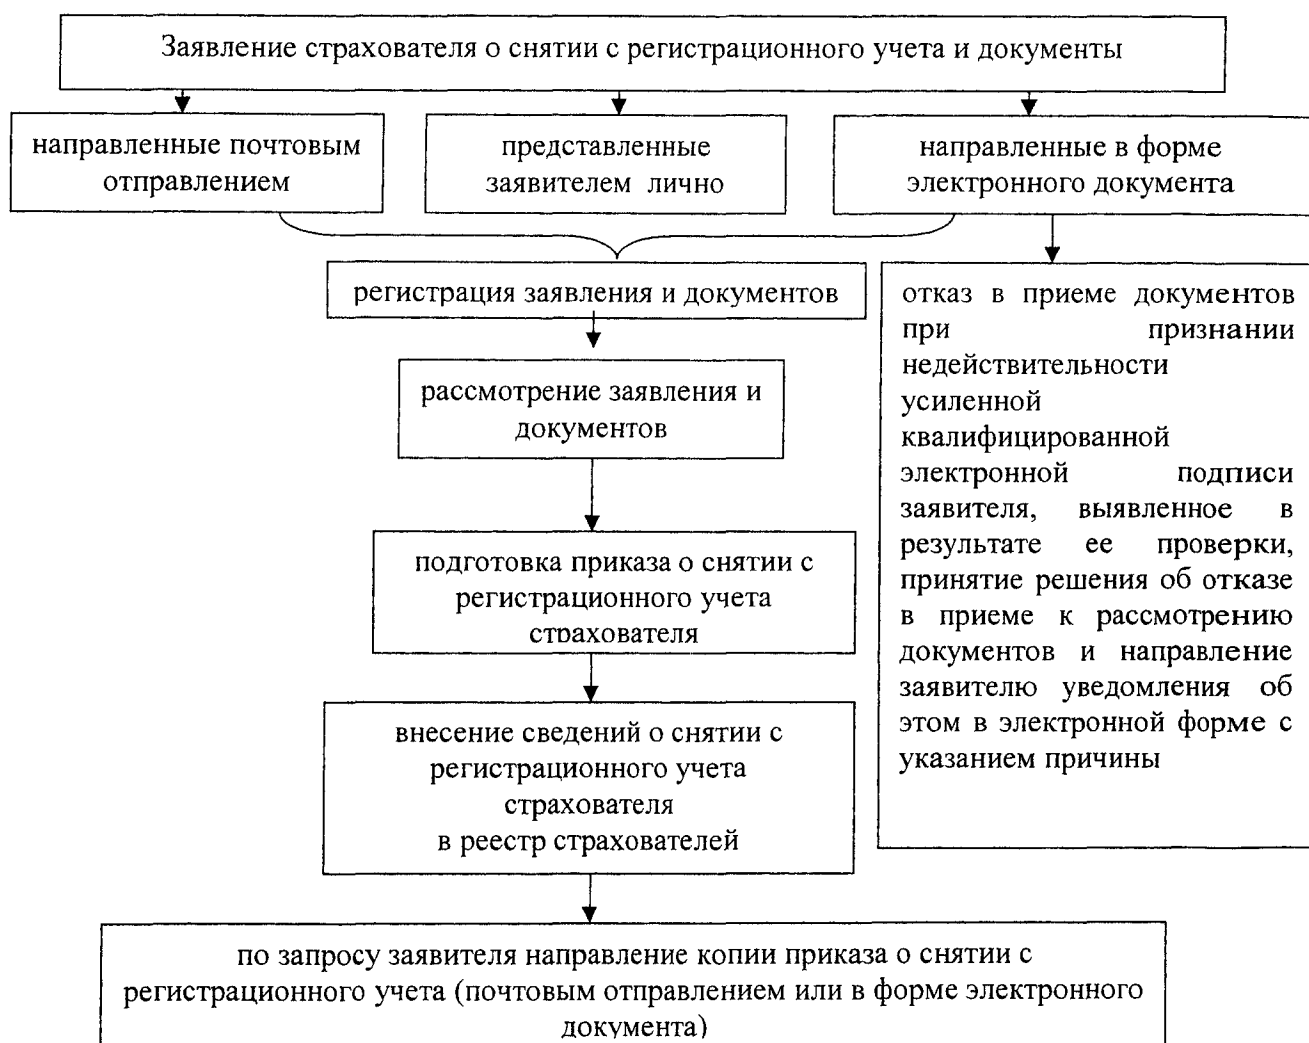 Заявление страхователя о снятии с регистрационного учета и документы
направленные почтовым
отправлением
представленные
заявителем лично
направленные в форме
электронного документа
регистрация заявления и документов
рассмотрение заявления и
документов
подготовка приказа о снятии с
регистрационного учета
страхователя
внесение сведений о снятии с
регистрационного учета
страхователя
в реестр страхователей
отказ в приеме документов
при признании
недействительности
усиленной
квалифицированной
электронной подписи
заявителя, выявленное в
результате ее проверки,
принятие решения об отказе
в приеме к рассмотрению
документов и направление
заявителю уведомления об
этом в электронной форме с
указанием причины
по запросу заявителя направление копии приказа о снятии с
регистрационного учета (почтовым отправлением или в форме электронного
документа)